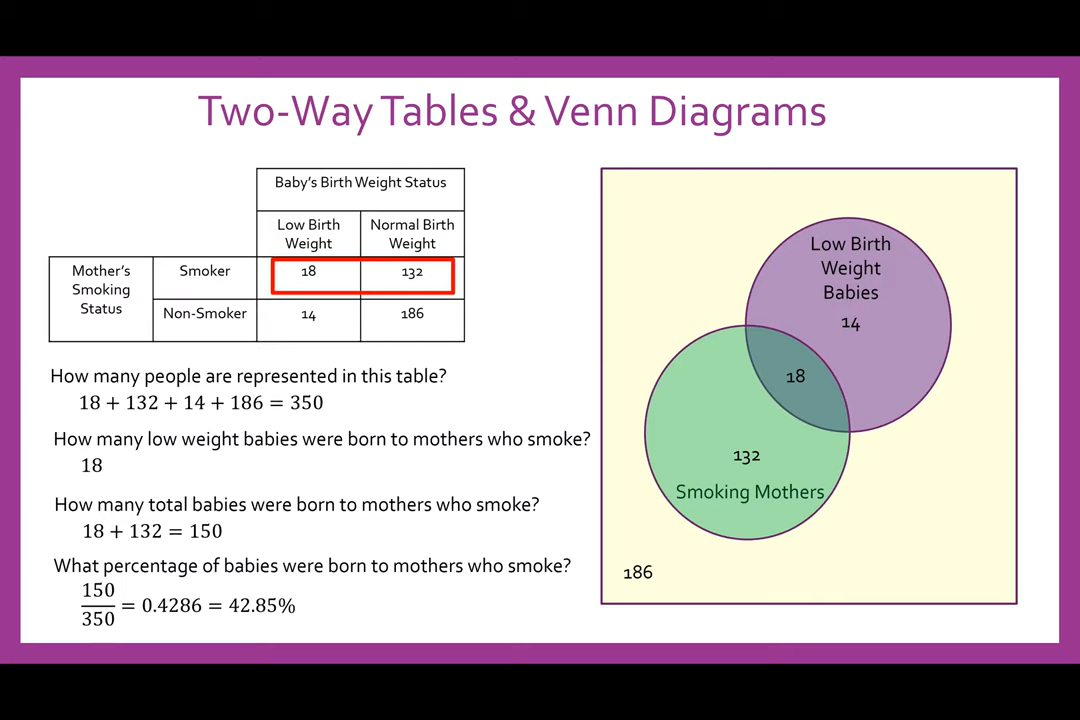 Two-Way Tables & Venn Diagrams
Baby's Birth Weight Status
Low Birth Weight
Normal Birth Weight
Mother's Smoking Status
Smoker
18
132
Non-Smoker
14
186
How many people are represented in this table?
18 + 132 + 14 + 186 = 350
How many low weight babies were born to mothers who smoke?
18
How many total babies were born to mothers who smoke?
18 + 132 = 150
What percentage of babies were born to mothers who smoke?
150/350 = 0.4286 = 42.85%
Low Birth
Weight
Babies
14
18
132
Smoking Mothers
186